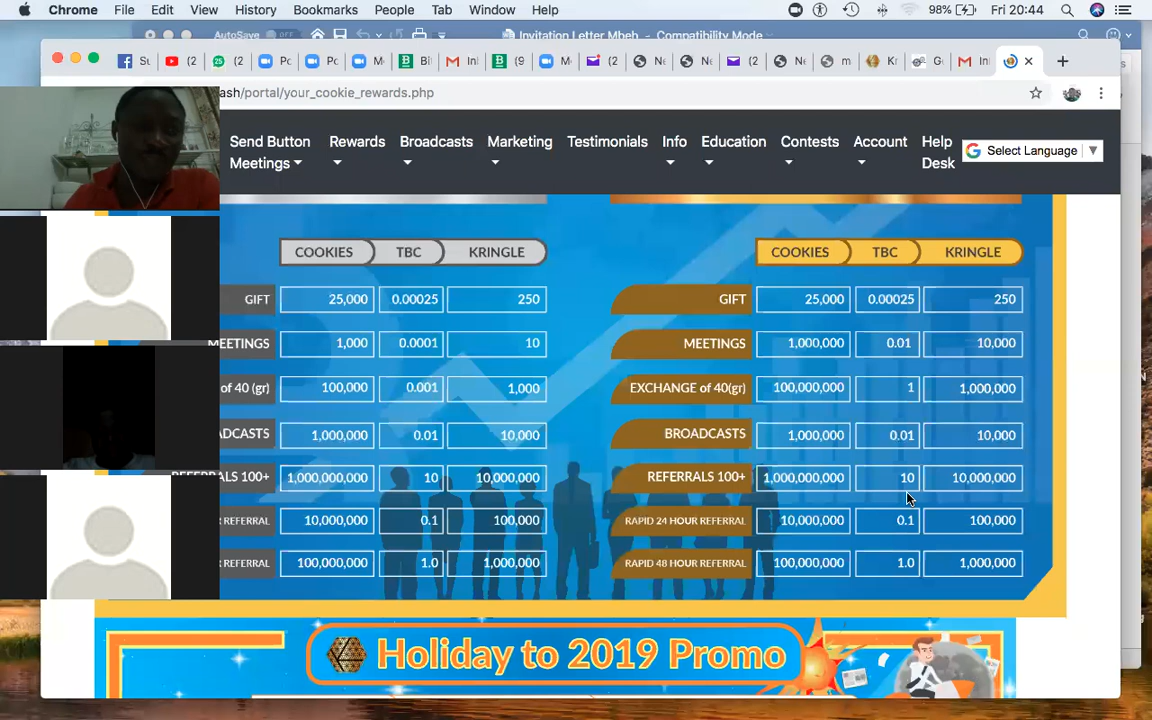 Chrome File Edit View History Bookmarks People Tab Window Help 98% Fri 20:44
AutoSave OFF Invitation Letter Mbeh - Compatibility Mode
ash/portal/your_cookie_rewards.php
Send Button Meetings Rewards Broadcasts Marketing Testimonials Info Education Contests Account Help Desk Select Language
COOKIES TBC KRINGLE COOKIES TBC KRINGLE
GIFT 25,000 0.00025 250 GIFT 25,000 0.00025 250
MEETINGS 1,000 0.0001 10 MEETINGS 1,000,000 0.01 10,000
of 40 (gr) 100,000 0.001 1,000 EXCHANGE of 40(gr) 100,000,000 1 1,000,000
DCASTS 1,000,000 0.01 10,000 BROADCASTS 1,000,000 0.01 10,000
REFERRALS 100+ 1,000,000,000 10 10,000,000 REFERRALS 100+ 1,000,000,000 10 10,000,000
REFERRAL 10,000,000 0.1 100,000 RAPID 24 HOUR REFERRAL 10,000,000 0.1 100,000
REFERRAL 100,000,000 1.0 1,000,000 RAPID 48 HOUR REFERRAL 100,000,000 1.0 1,000,000
Holiday to 2019 Promo